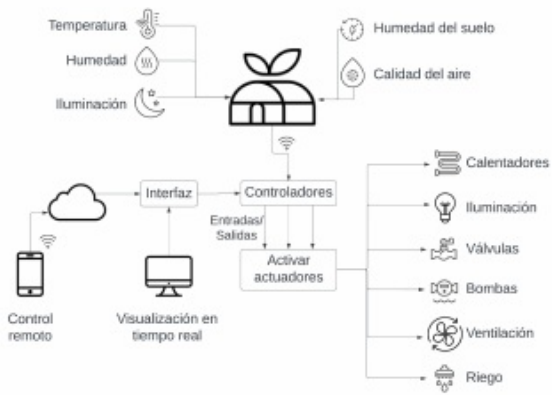 Temperatura
Humedad
Iluminación
Humedad del suelo
Calidad del aire
Interfaz
Controladores
Entradas/
Salidas
Activar
actuadores
Control
remoto
Visualización en
tiempo real
Calentadores
Iluminación
Válvulas
Bombas
Ventilación
Riego